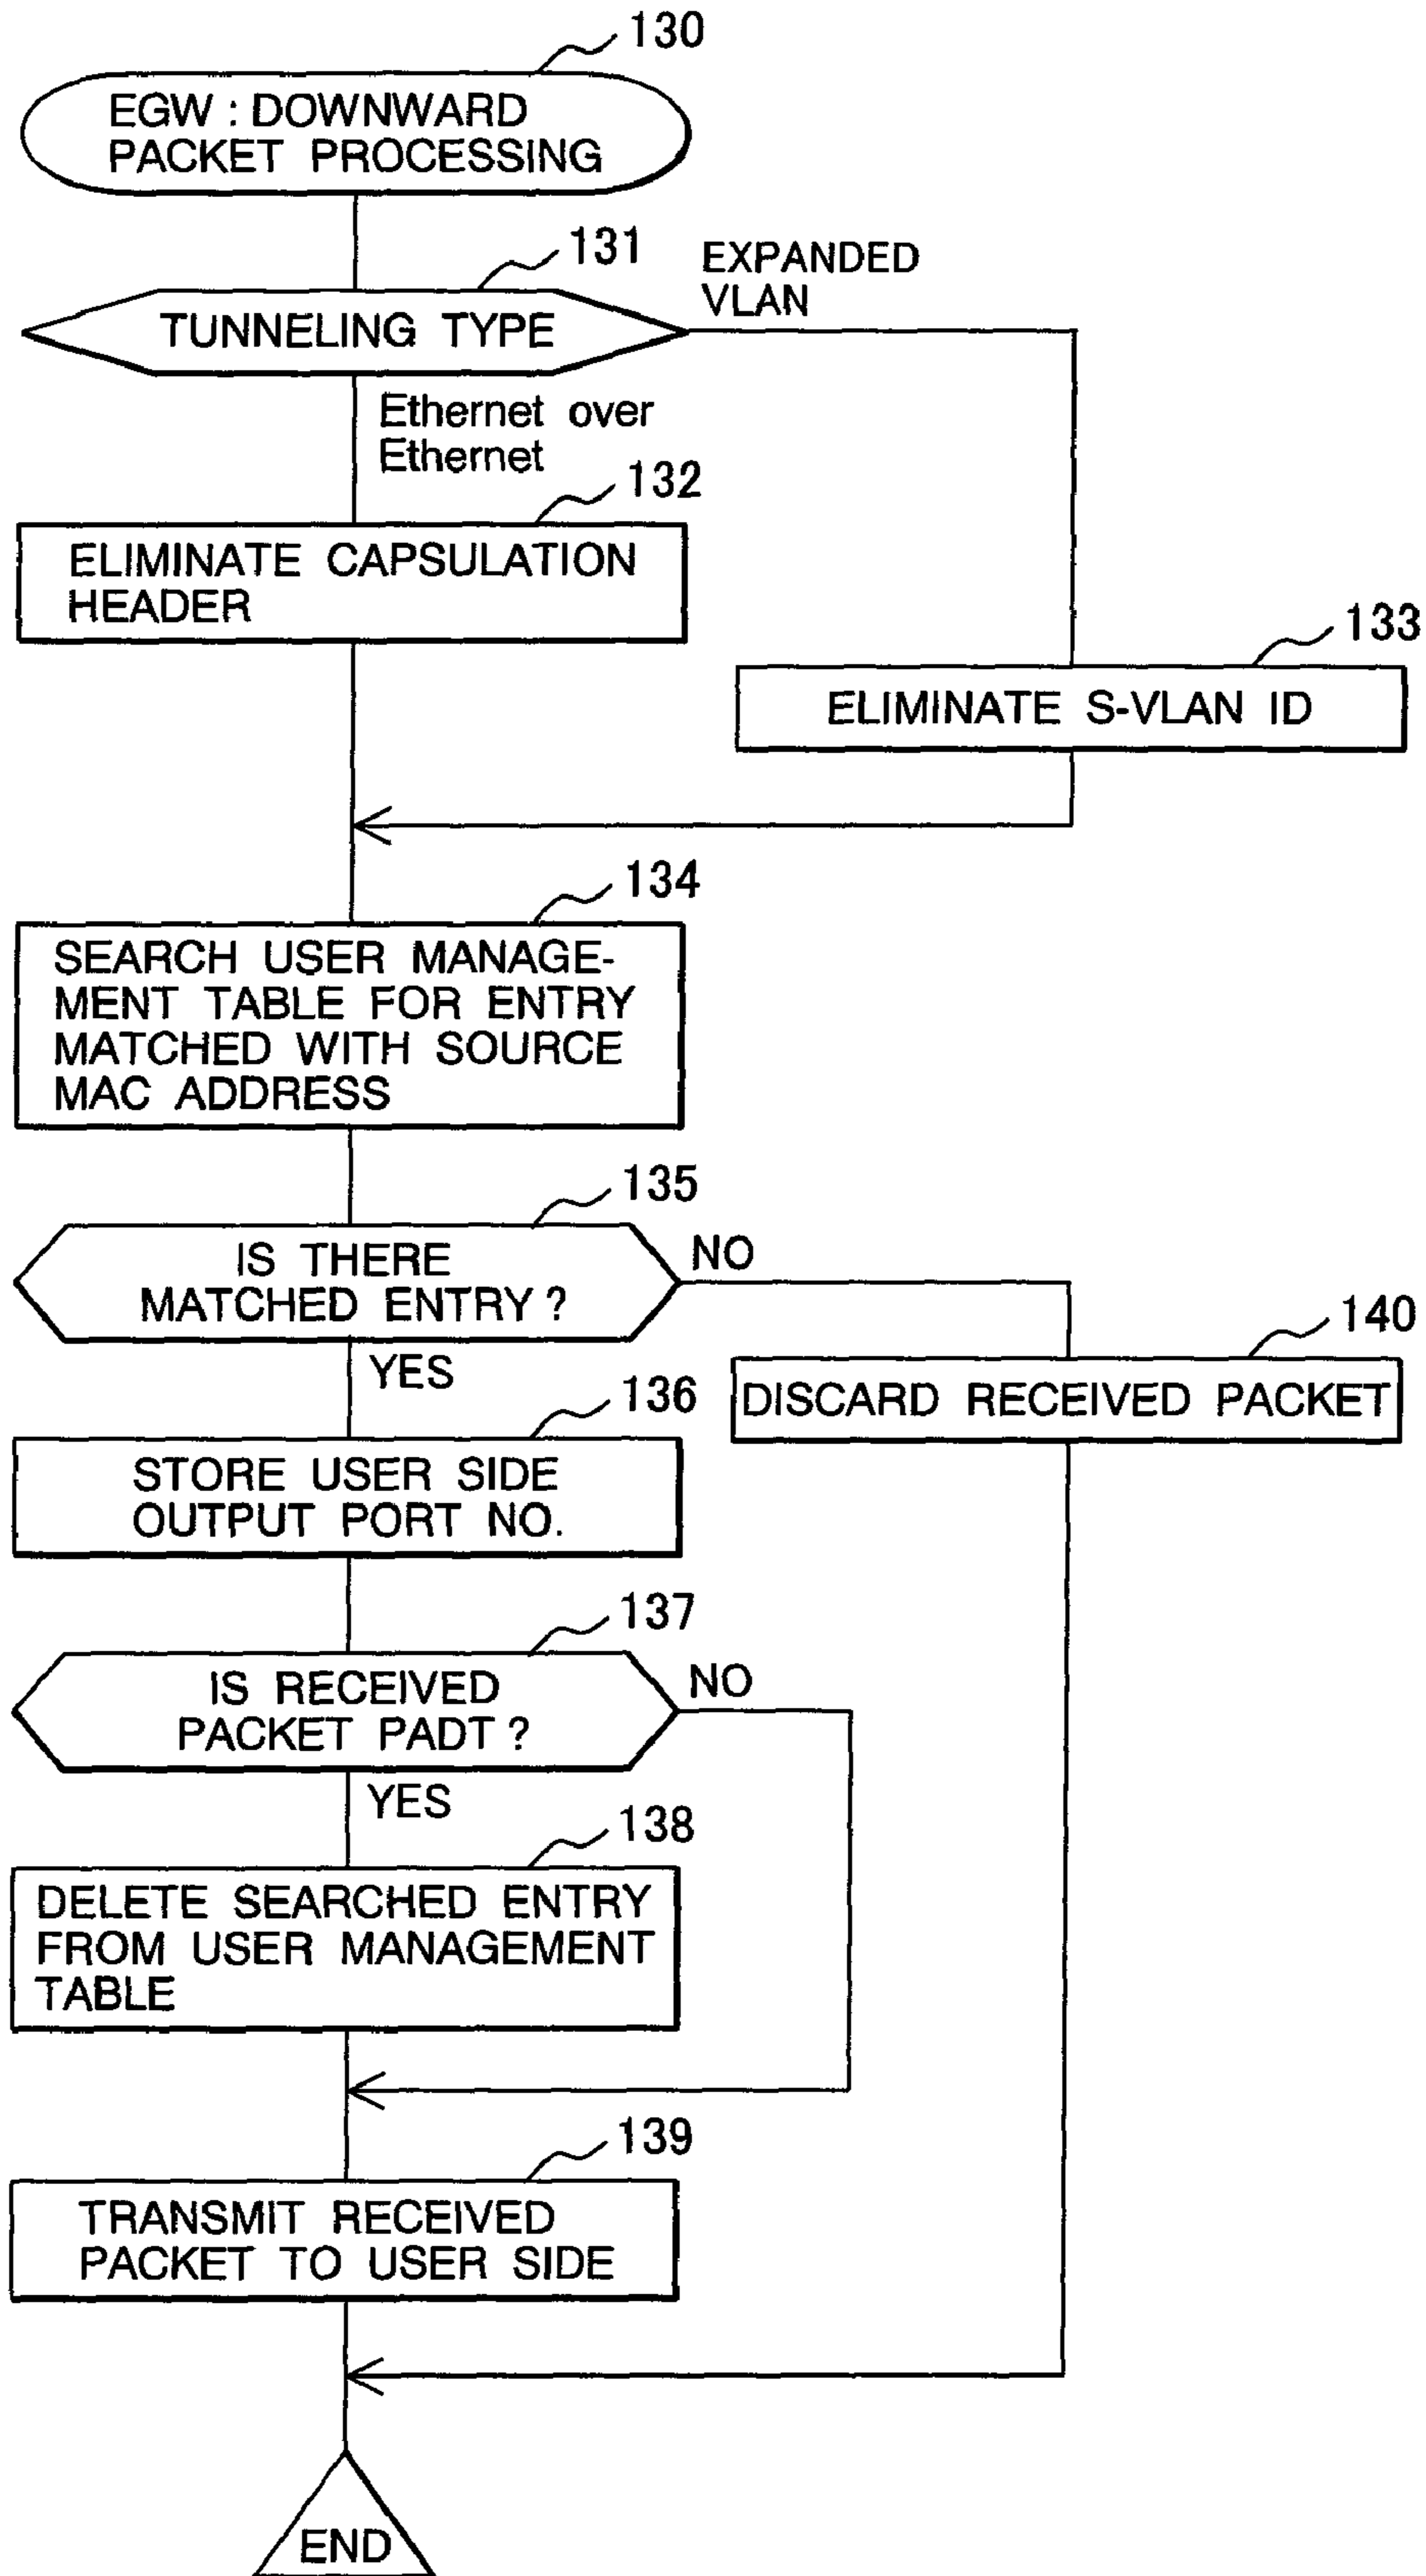 130
EGW : DOWNWARD
PACKET PROCESSING
131
EXPANDED
VLAN
TUNNELING TYPE
Ethernet over
Ethernet
132
ELIMINATE CAPSULATION
HEADER
133
ELIMINATE S-VLAN ID
134
SEARCH USER MANAGE-
MENT TABLE FOR ENTRY
MATCHED WITH SOURCE
MAC ADDRESS
135
IS THERE
MATCHED ENTRY ?
NO
YES
140
DISCARD RECEIVED PACKET
136
STORE USER SIDE
OUTPUT PORT NO.
137
IS RECEIVED
PACKET PADT ?
NO
YES
138
DELETE SEARCHED ENTRY
FROM USER MANAGEMENT
TABLE
139
TRANSMIT RECEIVED
PACKET TO USER SIDE
END